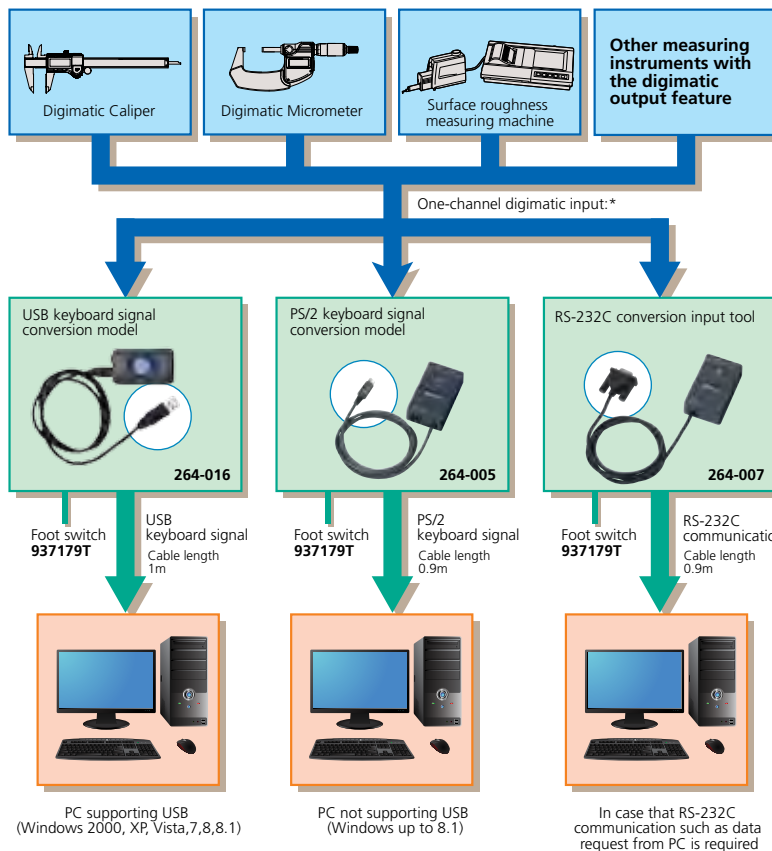 Digimatic Caliper
Digimatic Micrometer
Surface roughness
measuring machine
Other measuring
instruments with
the digimatic
output feature
One-channel digimatic input:*
USB keyboard signal
conversion model
264-016
PS/2 keyboard signal
conversion model
264-005
RS-232C conversion input tool
264-007
Foot switch
937179T
USB
keyboard signal
Cable length
1m
Foot switch
937179T
PS/2
keyboard signal
Cable length
0.9m
Foot switch
937179T
RS-232C
communicatio
Cable length
0.9m
PC supporting USB
(Windows 2000, XP, Vista,7,8,8.1)
PC not supporting USB
(Windows up to 8.1)
In case that RS-232C
communication such as data
request from PC is required